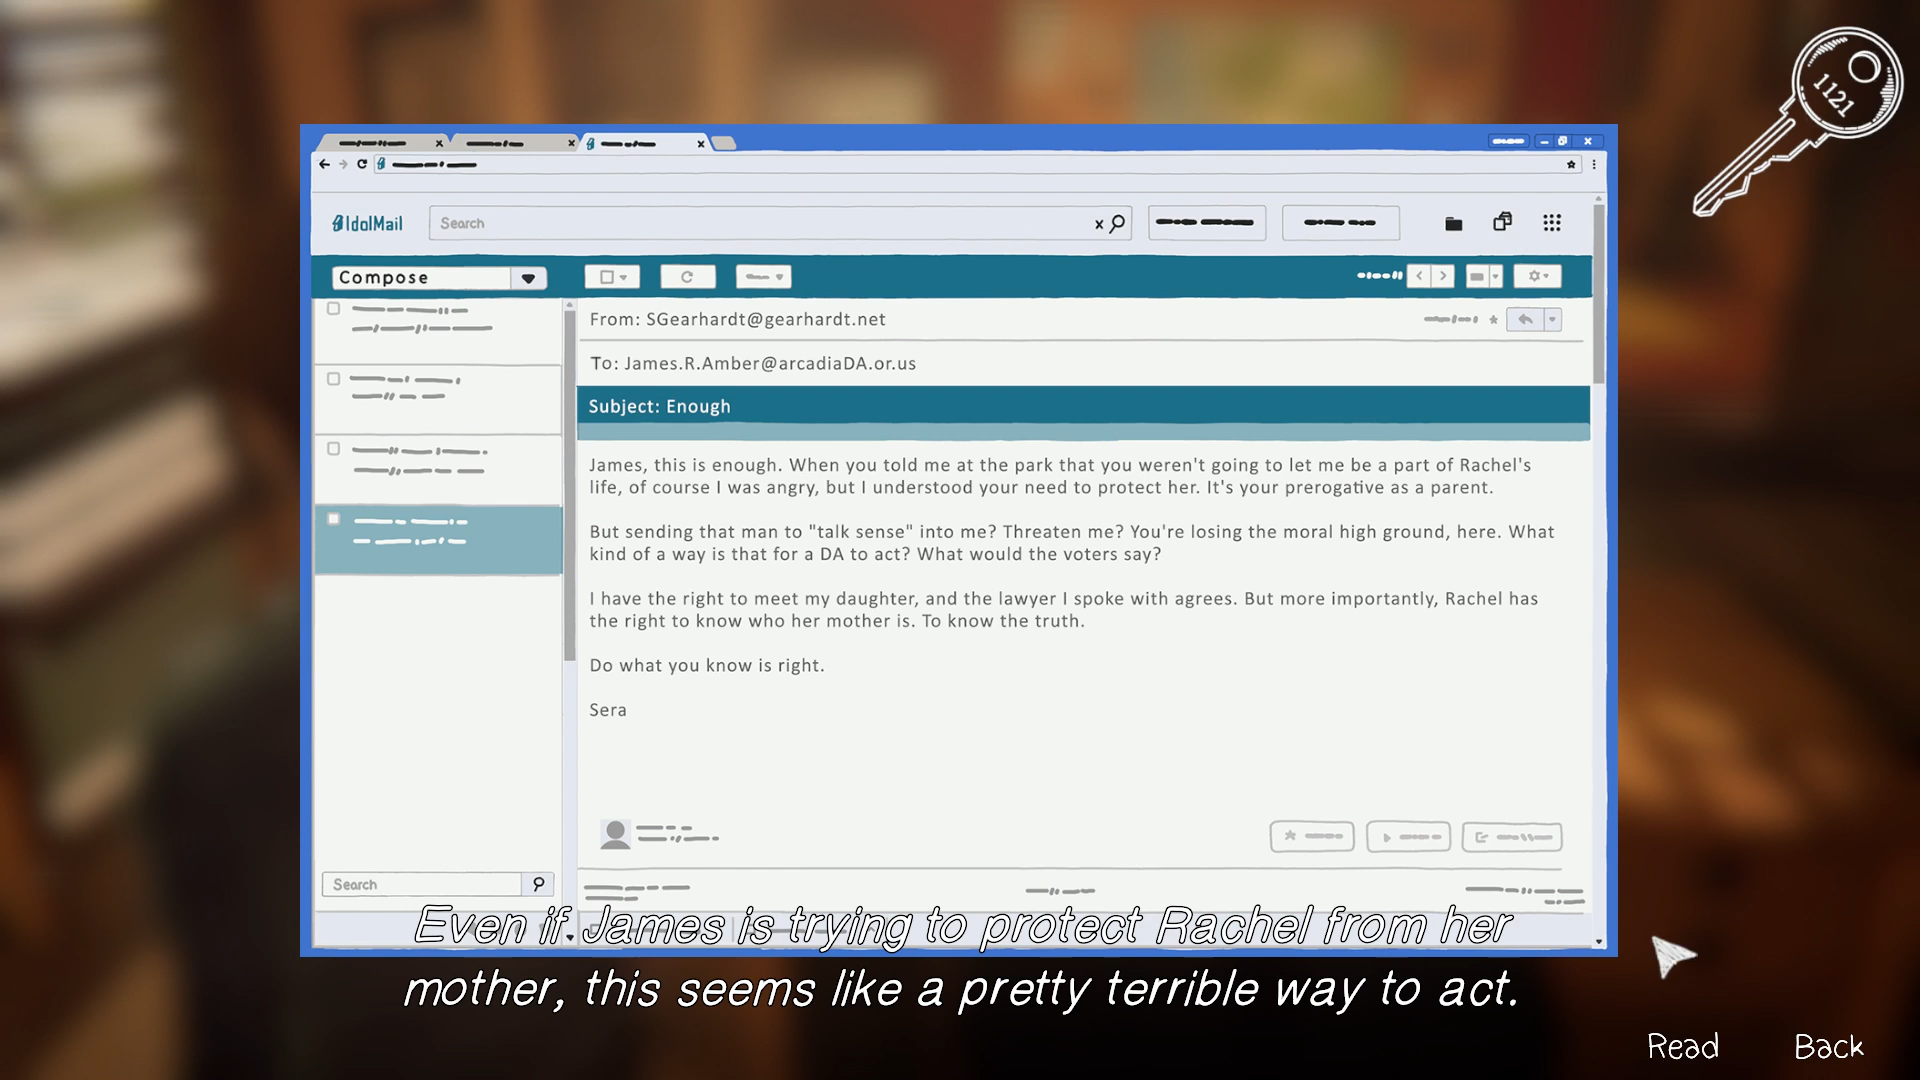 1121
IdolMail
Search
Compose
From: SGearhardt@gearhardt.net
To: James.R.Amber@arcadiaDA.or.us
Subject: Enough
James, this is enough. When you told me at the park that you weren't going to let me be a part of Rachel's
life, of course I was angry, but I understood your need to protect her. It's your prerogative as a parent.
But sending that man to "talk sense" into me? Threaten me? You're losing the moral high ground, here. What
kind of a way is that for a DA to act? What would the voters say?
I have the right to meet my daughter, and the lawyer I spoke with agrees. But more importantly, Rachel has
the right to know who her mother is. To know the truth.
Do what you know is right.
Sera
Search
Even if James is trying to protect Rachel from her
mother, this seems like a pretty terrible way to act.
Read Back